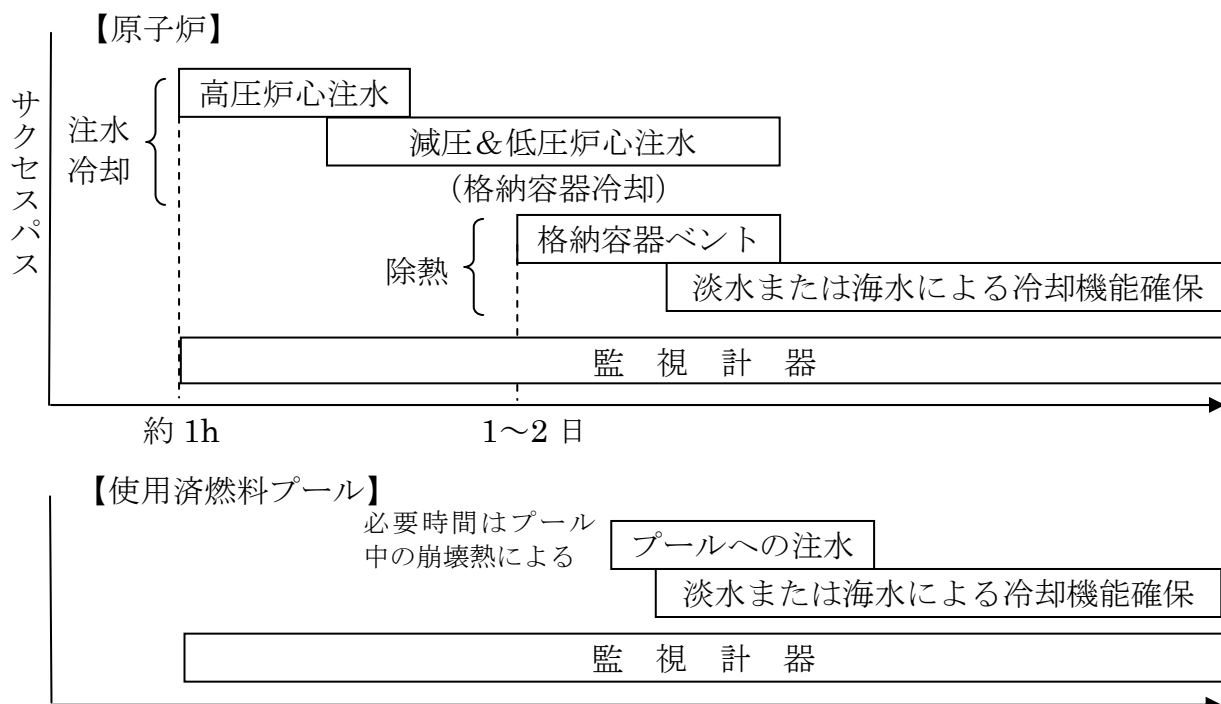 【原子炉】
サクセスパス
高圧炉心注水
注水
冷却
減圧＆低圧炉心注水
（格納容器冷却）
格納容器ベント
除熱
淡水または海水による冷却機能確保
監 視 計 器
約 1h
1～2 日
【使用済燃料プール】
必要時間はプール
中の崩壊熱による
プールへの注水
淡水または海水による冷却機能確保
監 視 計 器